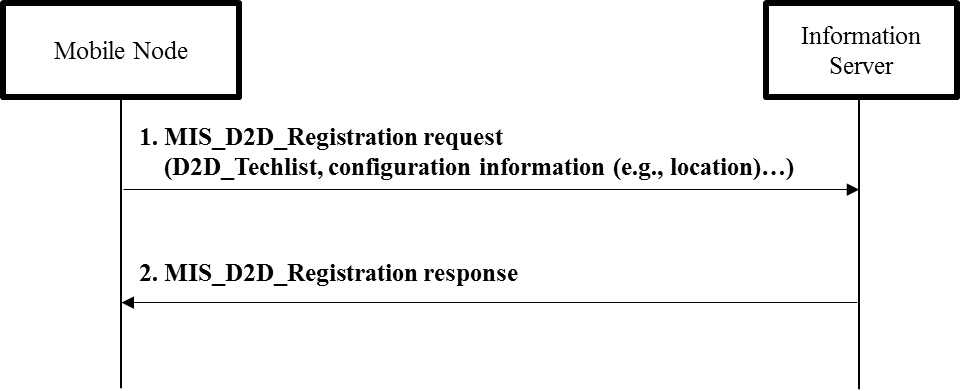 Mobile Node
Information
Server
1. MIS_D2D_Registration request
(D2D_Techlist, configuration information (e.g., location)…)
2. MIS_D2D_Registration response